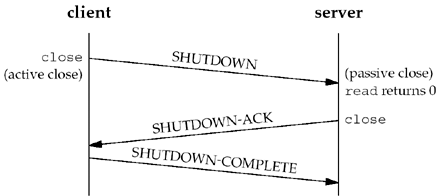 client
server
close
(active close)
SHUTDOWN
(passive close)
read returns 0
SHUTDOWN-ACK
close
SHUTDOWN-COMPLETE